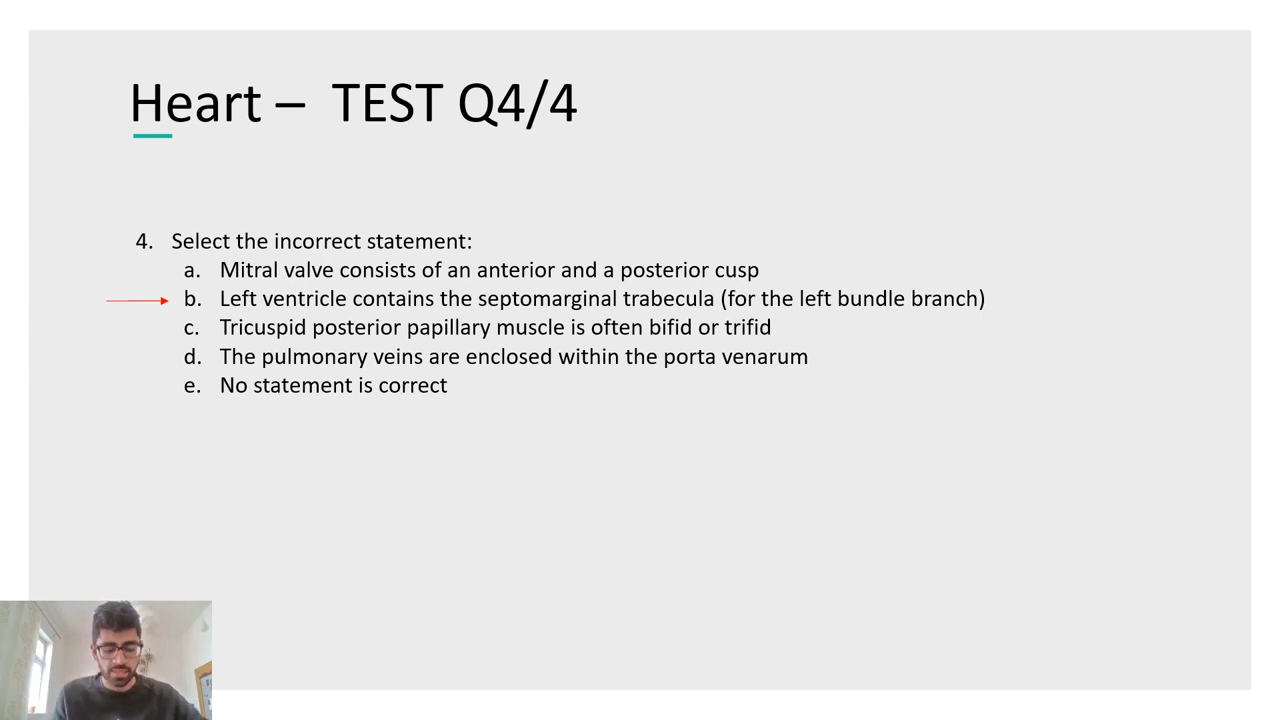 Heart – TEST Q4/4
4. Select the incorrect statement:
a. Mitral valve consists of an anterior and a posterior cusp
b. Left ventricle contains the septomarginal trabecula (for the left bundle branch)
c. Tricuspid posterior papillary muscle is often bifid or trifid
d. The pulmonary veins are enclosed within the porta venarum
e. No statement is correct